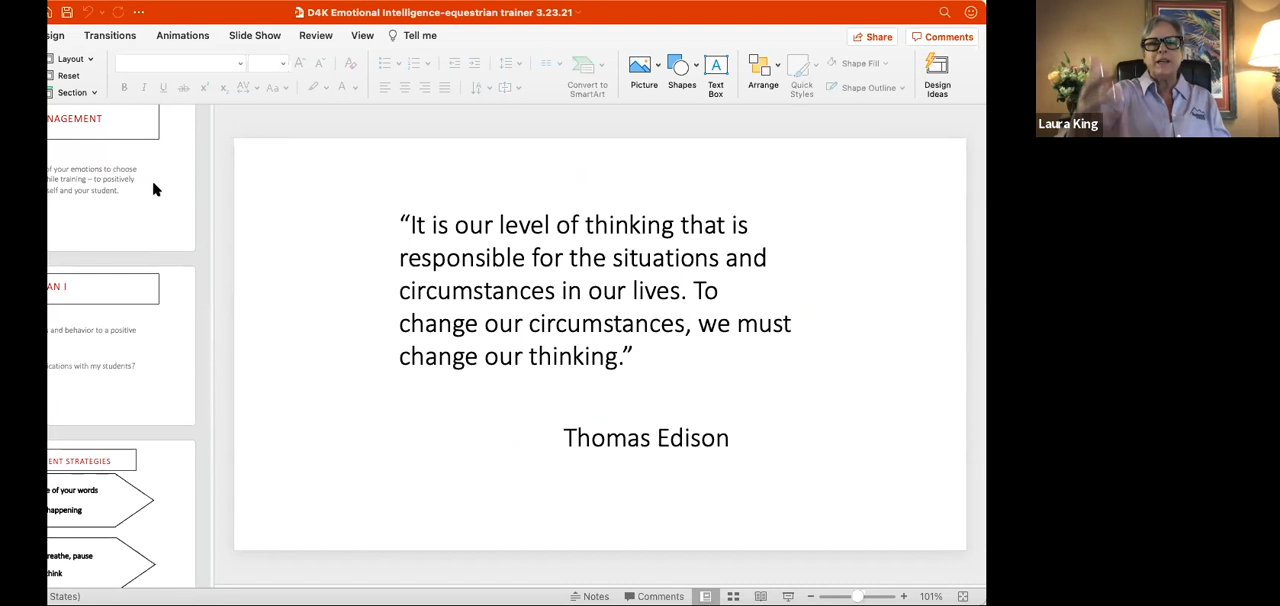 D4K Emotional Intelligence-equestrian trainer 3.23.21
sign Transitions Animations Slide Show Review View Tell me Share Comments
Layout
Reset
Section
Convert to
SmartArt
Picture
Shapes
Text
Box
Arrange
Quick
Styles
Shape Fill
Shape Outline
Design
Ideas
NAGEMENT
of your emotions to choose
hile training – to positively
self and your student.
AN I
s and behavior to a positive
ications with my students?
ENT STRATEGIES
e of your words
happening
reathe, pause
think
“It is our level of thinking that is
responsible for the situations and
circumstances in our lives. To
change our circumstances, we must
change our thinking.”
Thomas Edison
States)
Notes Comments 101%
Laura King